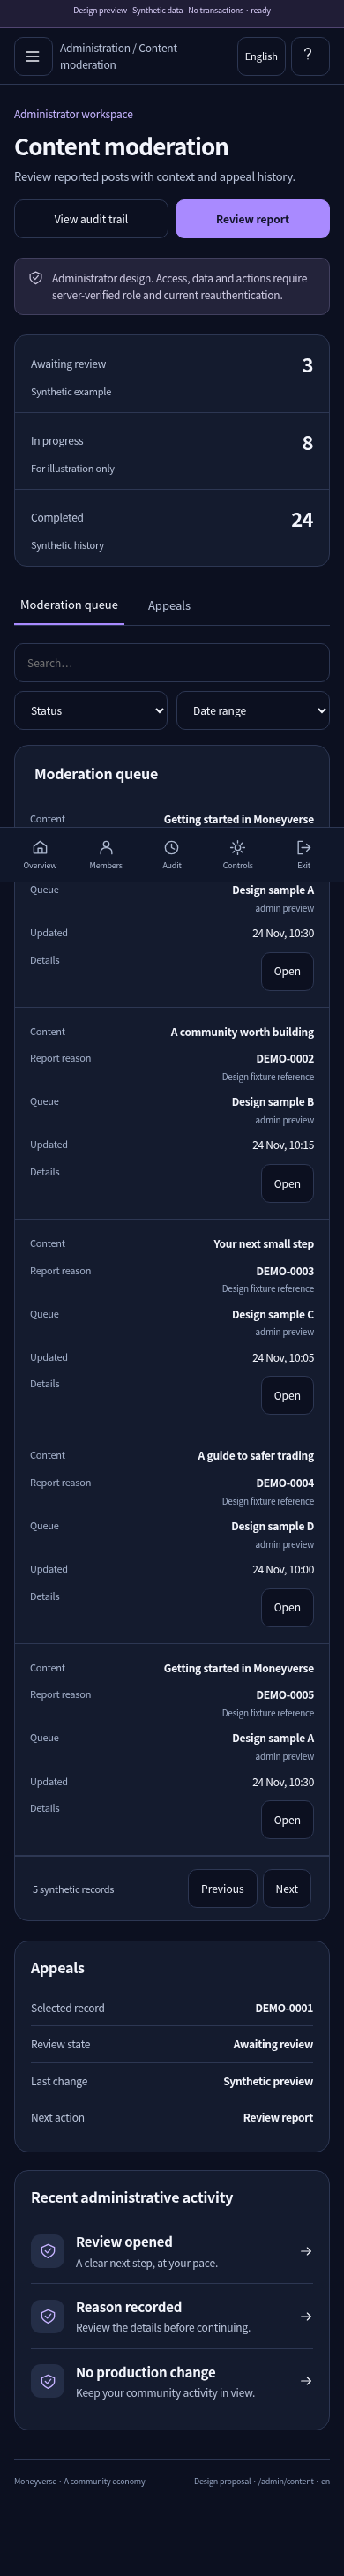 Design preview Synthetic data No transactions · ready
Administration / Content
moderation
English
?
Administrator workspace
Content moderation
Review reported posts with context and appeal history.
View audit trail
Review report
Administrator design. Access, data and actions require
server-verified role and current reauthentication.
Awaiting review
3
Synthetic example
In progress
8
For illustration only
Completed
24
Synthetic history
Moderation queue
Appeals
Search…
Status
Date range
Moderation queue
Content
Getting started in Moneyverse
Overview
Members
Audit
Controls
Exit
Queue
Design sample A
admin preview
Updated
24 Nov, 10:30
Details
Open
Content
A community worth building
Report reason
DEMO-0002
Design fixture reference
Queue
Design sample B
admin preview
Updated
24 Nov, 10:15
Details
Open
Content
Your next small step
Report reason
DEMO-0003
Design fixture reference
Queue
Design sample C
admin preview
Updated
24 Nov, 10:05
Details
Open
Content
A guide to safer trading
Report reason
DEMO-0004
Design fixture reference
Queue
Design sample D
admin preview
Updated
24 Nov, 10:00
Details
Open
Content
Getting started in Moneyverse
Report reason
DEMO-0005
Design fixture reference
Queue
Design sample A
admin preview
Updated
24 Nov, 10:30
Details
Open
5 synthetic records
Previous
Next
Appeals
Selected record
DEMO-0001
Review state
Awaiting review
Last change
Synthetic preview
Next action
Review report
Recent administrative activity
Review opened
A clear next step, at your pace.
Reason recorded
Review the details before continuing.
No production change
Keep your community activity in view.
Moneyverse · A community economy
Design proposal · /admin/content · en